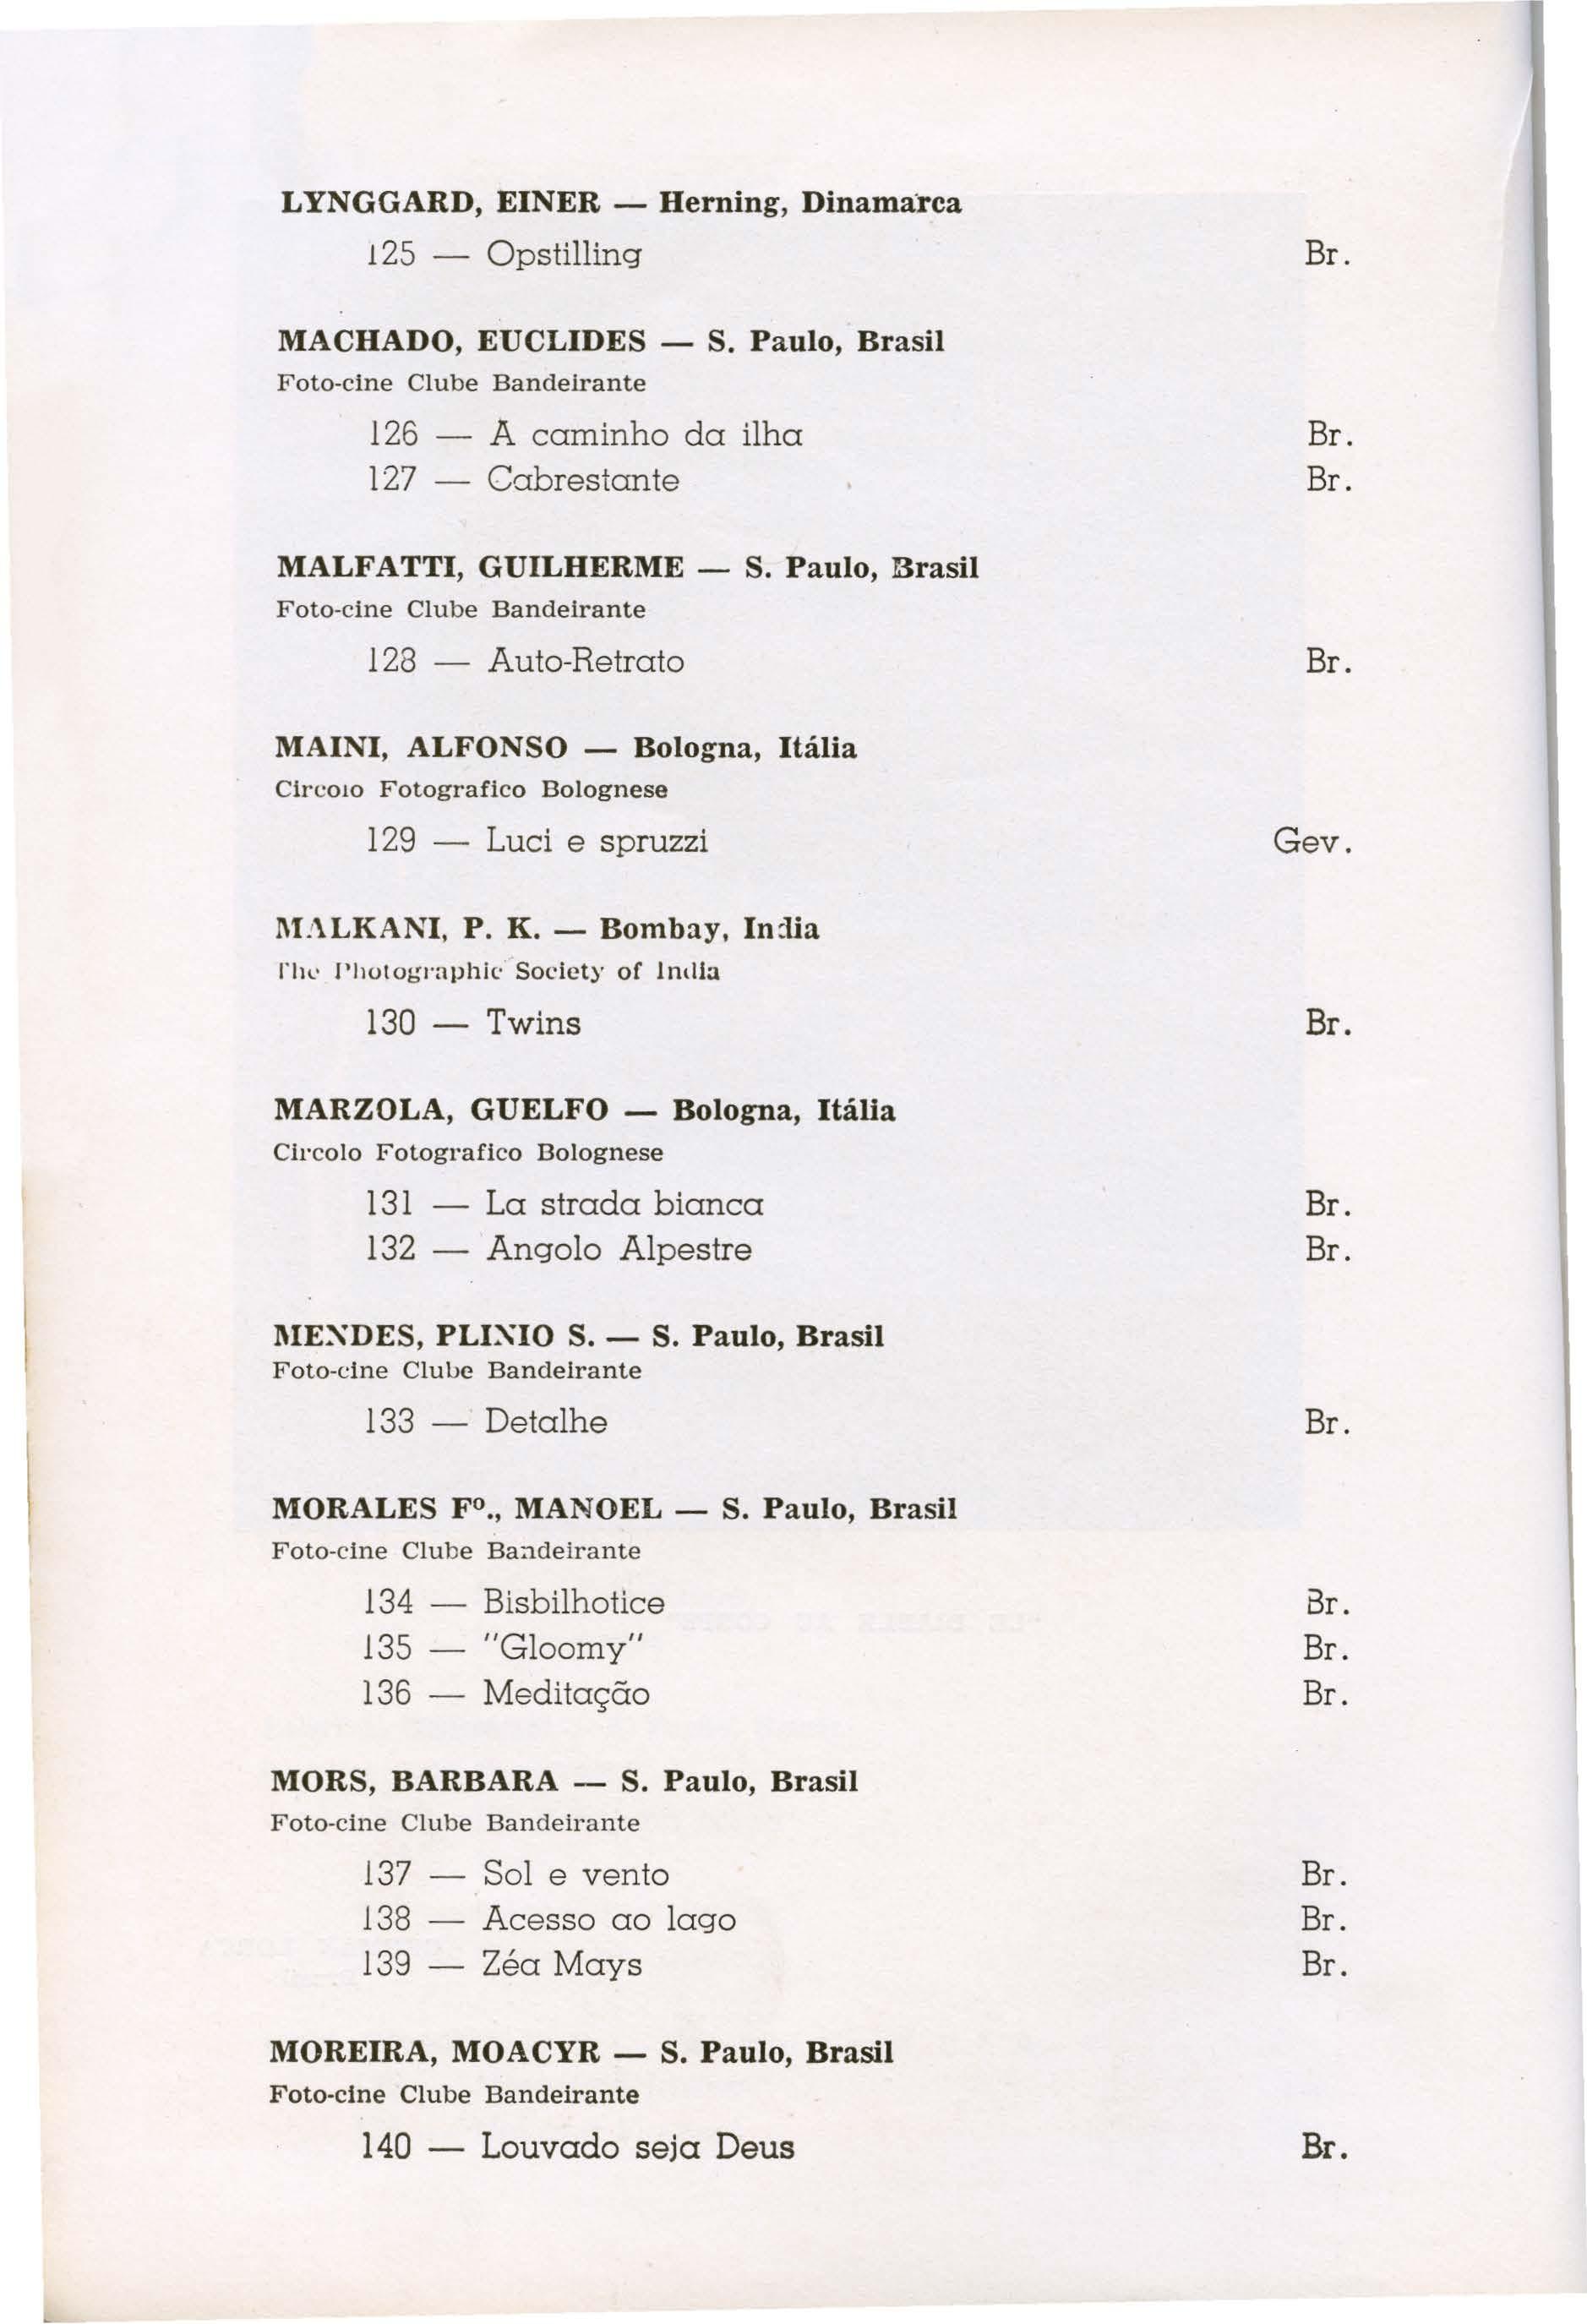 LYNGGARD, EINER — Herning, Dinamarca
125 — Opstilling Br.
MACHADO, EUCLIDES — S. Paulo, Brasil
Foto-cine Clube Bandeirante
126 — A caminho da ilha Br.
127 — Cabrestante Br.
MALFATTI, GUILHERME — S. Paulo, Brasil
Foto-cine Clube Bandeirante
128 — Auto-Retrato Br.
MAINI, ALFONSO — Bologna, Itália
Circolo Fotografico Bolognese
129 — Luci e spruzzi Gev.
MALKANI, P. K. — Bombay, India
The Photographic Society of India
130 — Twins Br.
MARZOLA, GUELFO — Bologna, Itália
Circolo Fotografico Bolognese
131 — La strada bianca Br.
132 — Angolo Alpestre Br.
MENDES, PLINIO S. — S. Paulo, Brasil
Foto-cine Clube Bandeirante
133 — Detalhe Br.
MORALES Fº., MANOEL — S. Paulo, Brasil
Foto-cine Clube Bandeirante
134 — Bisbilhotice Br.
135 — "Gloomy" Br.
136 — Meditação Br.
MORS, BARBARA — S. Paulo, Brasil
Foto-cine Clube Bandeirante
137 — Sol e vento Br.
138 — Acesso ao lago Br.
139 — Zéa Mays Br.
MOREIRA, MOACYR — S. Paulo, Brasil
Foto-cine Clube Bandeirante
140 — Louvado seja Deus Br.